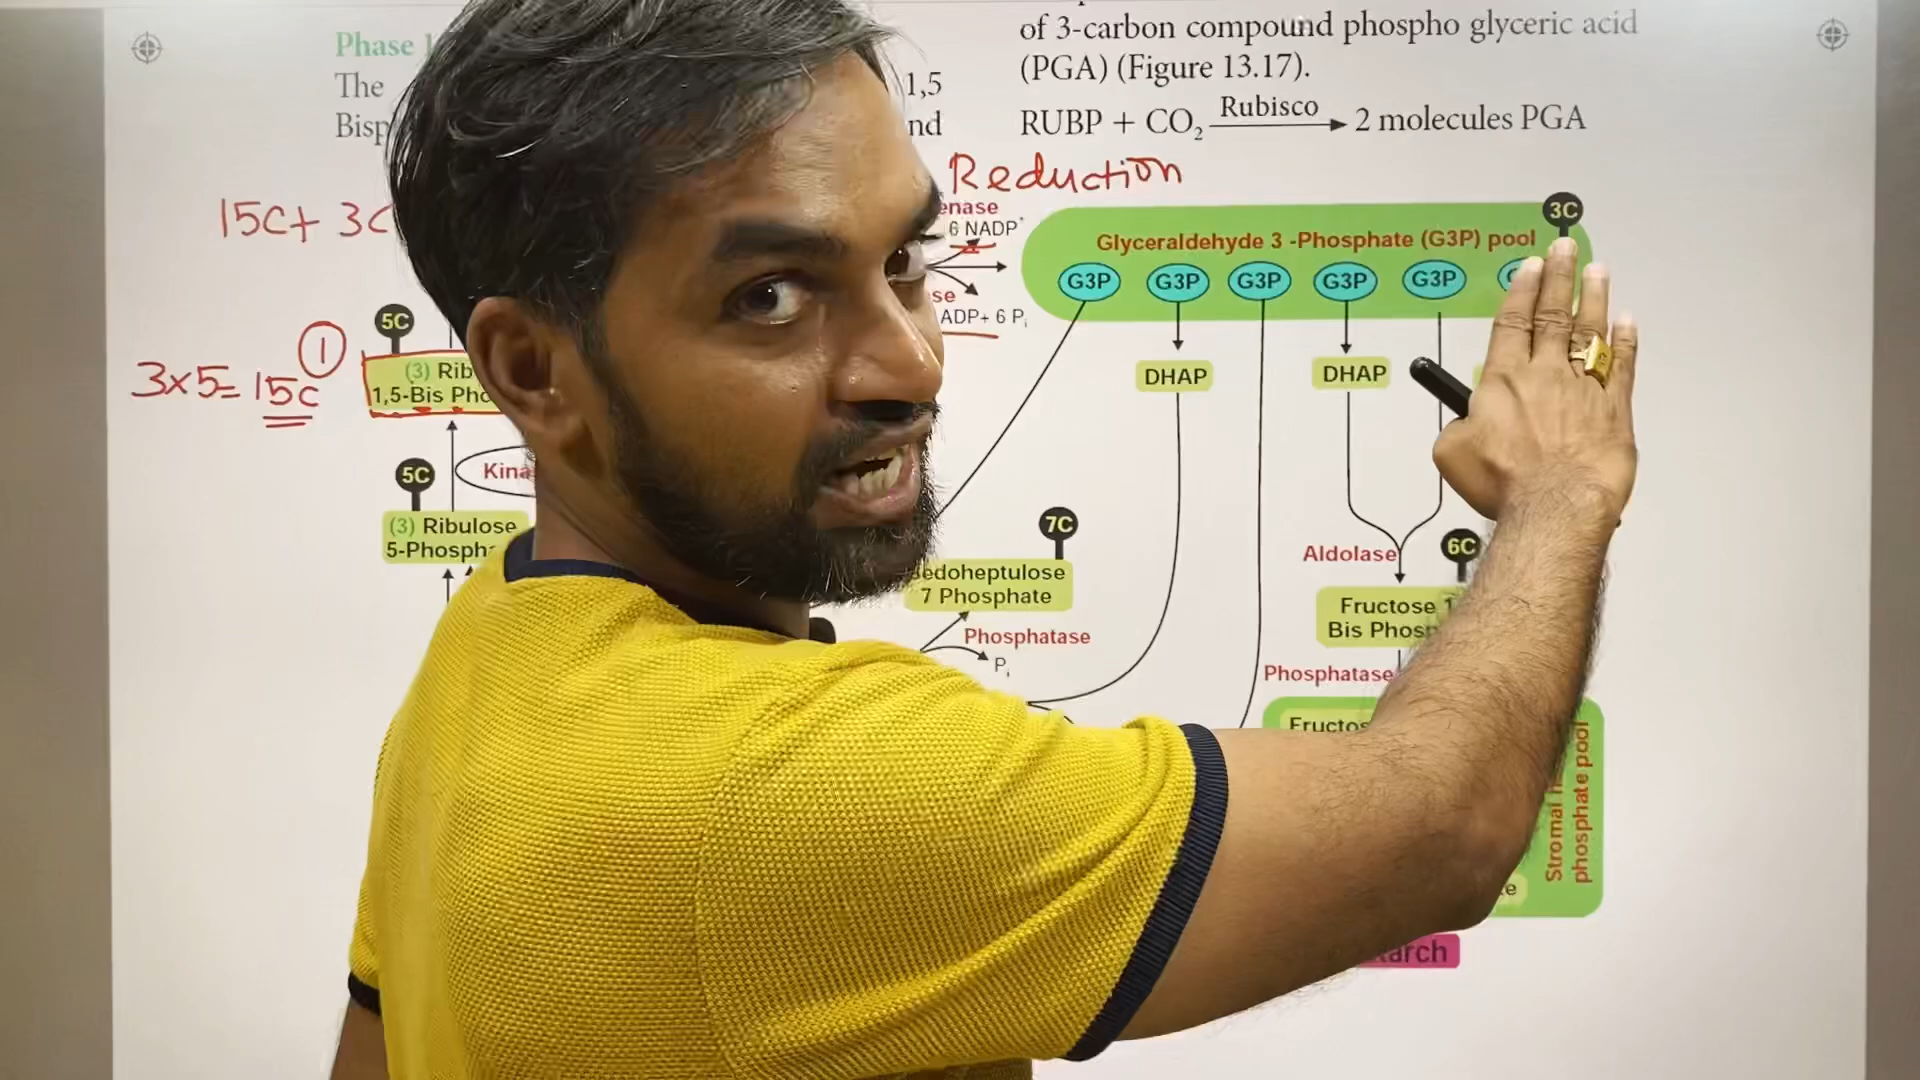 Phase
The
Bisp
1,5
nd
of 3-carbon compound phospho glyceric acid
(PGA) (Figure 13.17).
RUBP + CO₂ Rubisco 2 molecules PGA
Reduction
15C+ 3C
enase
6 NADP⁺
se
ADP+ 6 Pᵢ
3C
Glyceraldehyde 3 -Phosphate (G3P) pool
G3P G3P G3P G3P G3P
3x5=15C
1
5C
(3) Rib
1,5-Bis Pho
DHAP
DHAP
5C
Kina
(3) Ribulose
5-Phospha
7C
edoheptulose
7 Phosphate
Phosphatase
Pᵢ
Aldolase
6C
Fructose 1
Bis Phosp
Phosphatase
Fructos
Stromal
phosphate pool
e
arch